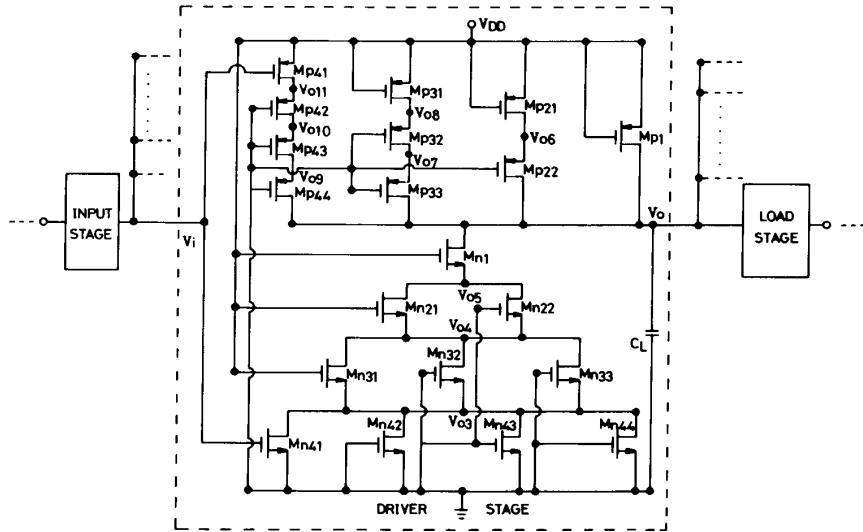 VDD
Mp41
Vo11
Mp42
Vo10
Mp43
Vo9
Mp44
Mp31
Vo8
Mp32
Vo7
Mp33
Mp21
Vo6
Mp22
Mp1
INPUT
STAGE
Vi
Vo
LOAD
STAGE
Mn1
Vo5
Mn21
Mn22
Vo4
Mn31
Mn32
Mn33
CL
Vo3
Mn41
Mn42
Mn43
Mn44
DRIVER STAGE